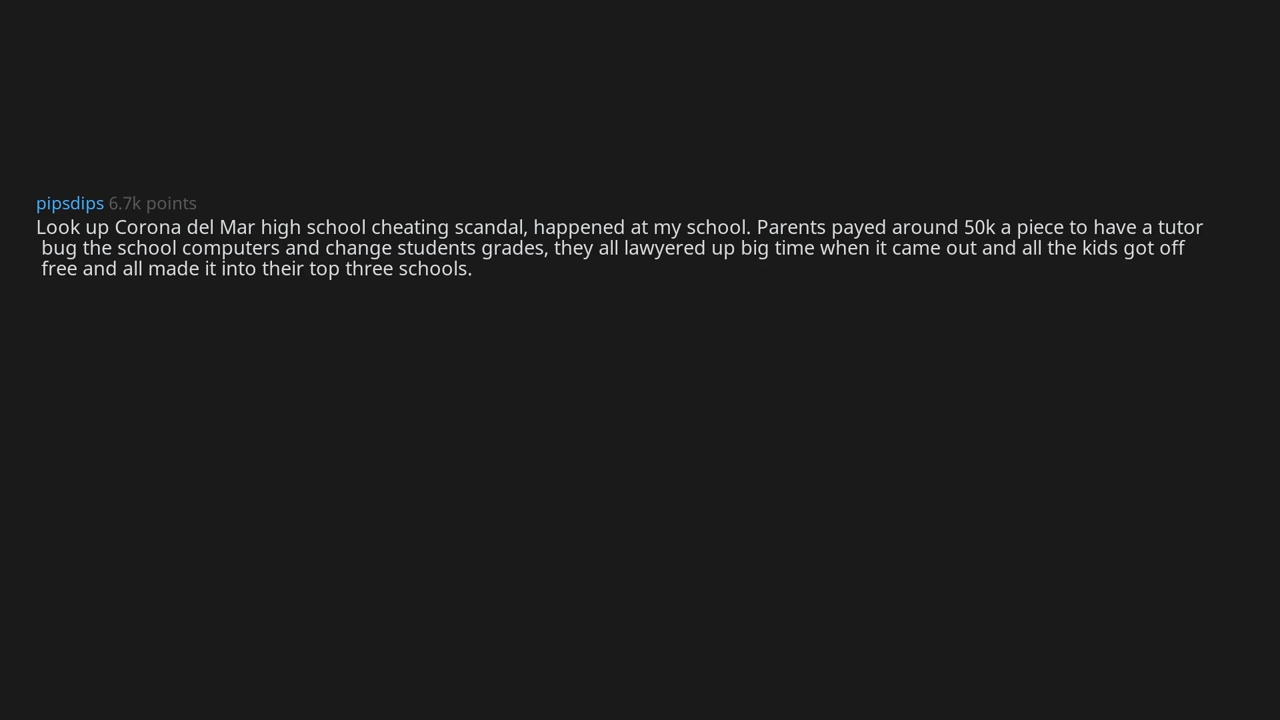 pipsdips 6.7k points
Look up Corona del Mar high school cheating scandal, happened at my school. Parents payed around 50k a piece to have a tutor
bug the school computers and change students grades, they all lawyered up big time when it came out and all the kids got off
free and all made it into their top three schools.